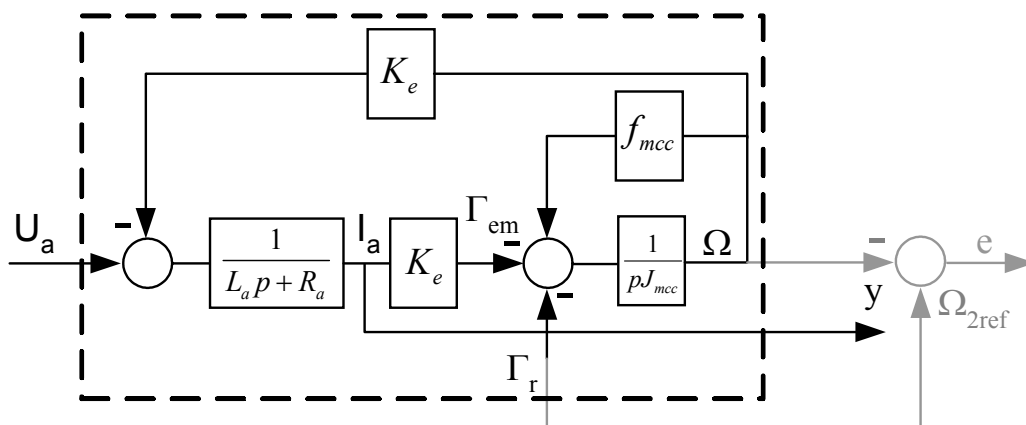 K_e
f_mcc
U_a
-
1
L_a p + R_a
I_a
K_e
Γ_em
-
-
1
pJ_mcc
Ω
-
e
y
Ω_2ref
Γ_r